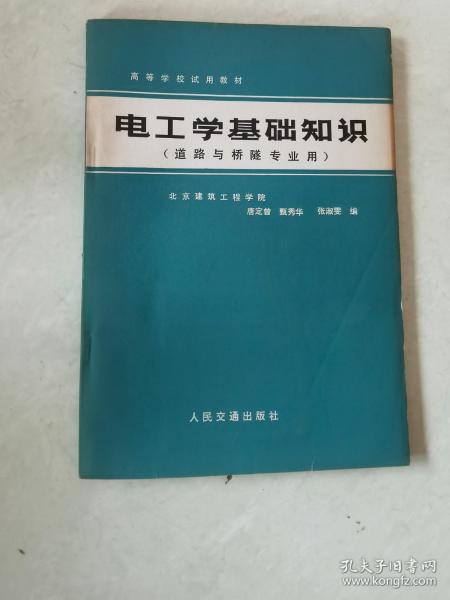 高等学校试用教材
电工学基础知识
（道路与桥隧专业用）
北京建筑工程学院
唐定曾 甄秀华 张淑雯 编
人民交通出版社
孔夫子旧书网
www.kongfz.com